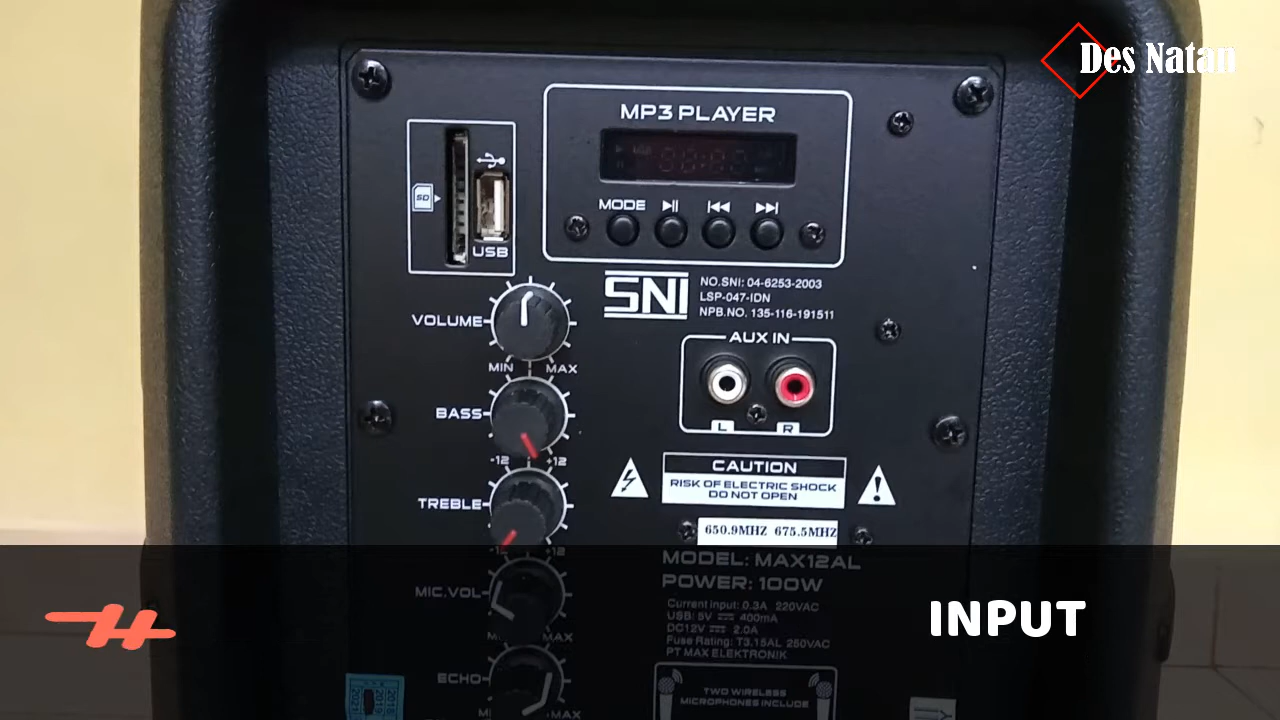 Des Natan
MP3 PLAYER
SD
USB
MODE
SNI
NO.SNI: 04-6253-2003
LSP-047-IDN
NPB.NO. 135-116-191511
VOLUME
MIN MAX
AUX IN
L R
BASS
-12 +12
CAUTION
RISK OF ELECTRIC SHOCK
DO NOT OPEN
TREBLE
+12
650.9MHZ 675.5MHZ
MODEL: MAX12AL
POWER: 100W
Current input: 0.3A 220VAC
USB: 5V 400mA
DC12V 2.0A
Fuse Rating: T3.15AL 250VAC
PT MAX ELEKTRONIK
MIC.VOL
MAX
INPUT
ECHO
MAX
TWO WIRELESS
MICROPHONES INCLUDE